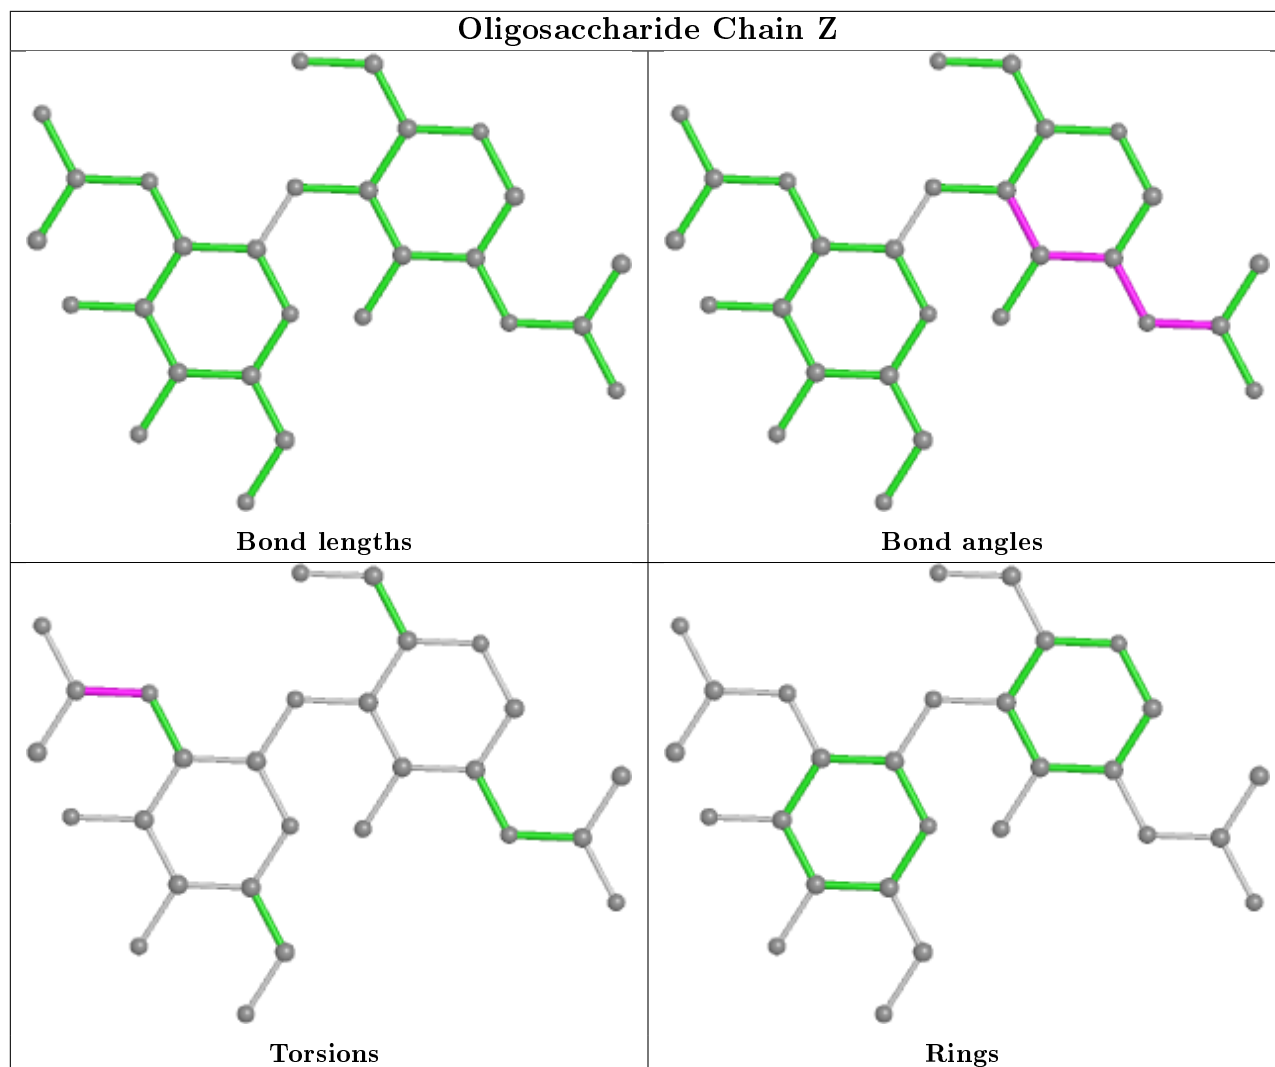 Oligosaccharide Chain Z
Bond lengths
Bond angles
Torsions
Rings